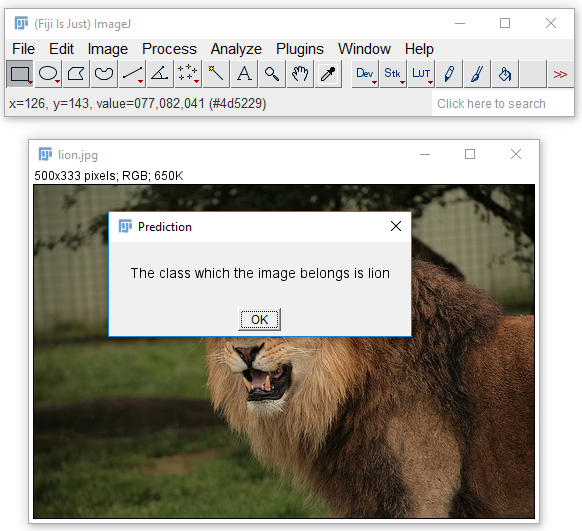 (Fiji Is Just) ImageJ
File Edit Image Process Analyze Plugins Window Help
A Dev Stk LUT >>
x=126, y=143, value=077,082,041 (#4d5229) Click here to search
lion.jpg
500x333 pixels; RGB; 650K
Prediction
The class which the image belongs is lion
OK